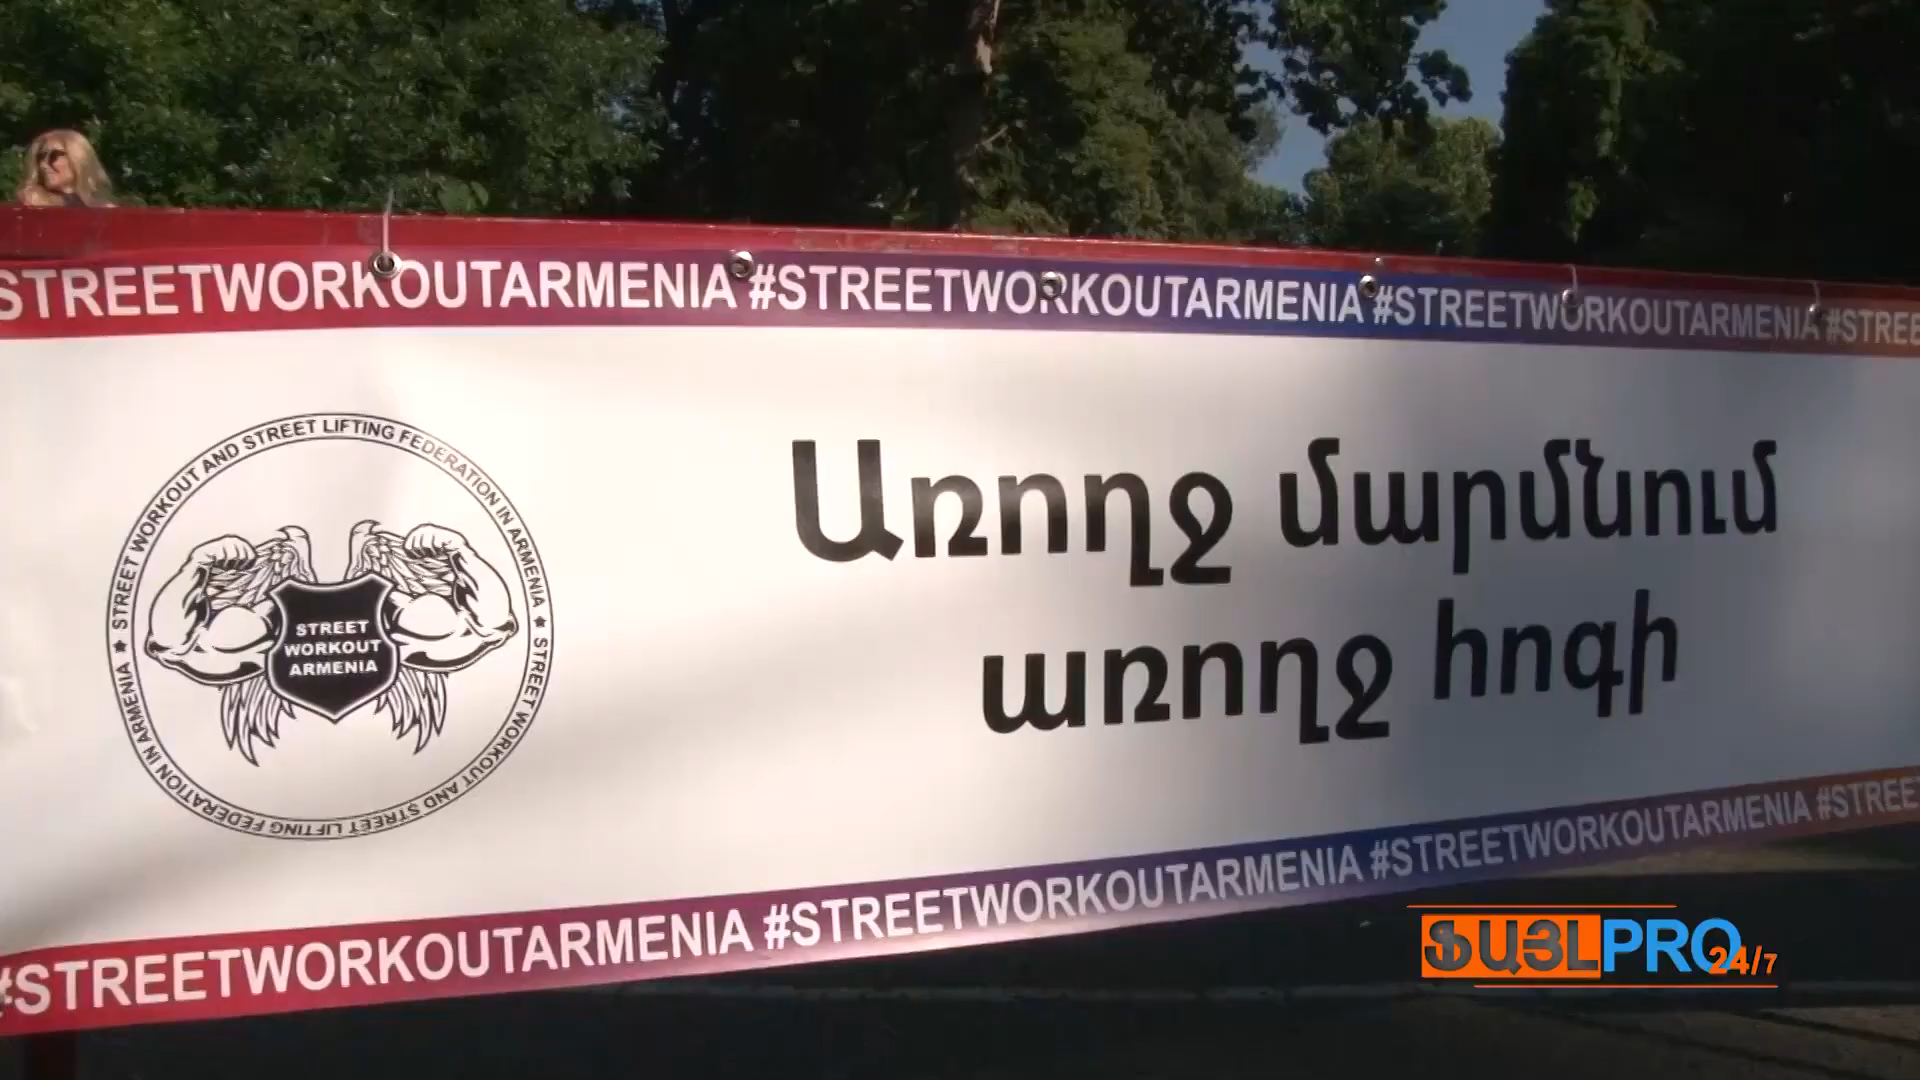 STREETWORKOUTARMENIA #STREETWORKOUTARMENIA #STREETWORKOUTARMENIA #STREE
STREET WORKOUT AND STREET LIFTING FEDERATION IN ARMENIA ★ STREET WORKOUT AND STREET LIFTING FEDERATION IN ARMENIA ★
STREET
WORKOUT
ARMENIA
Առողջ մարմնում
առողջ հոգի
#STREETWORKOUTARMENIA #STREETWORKOUTARMENIA #STREETWORKOUTARMENIA #STREE
ՖԱՅԼPRO 24/7